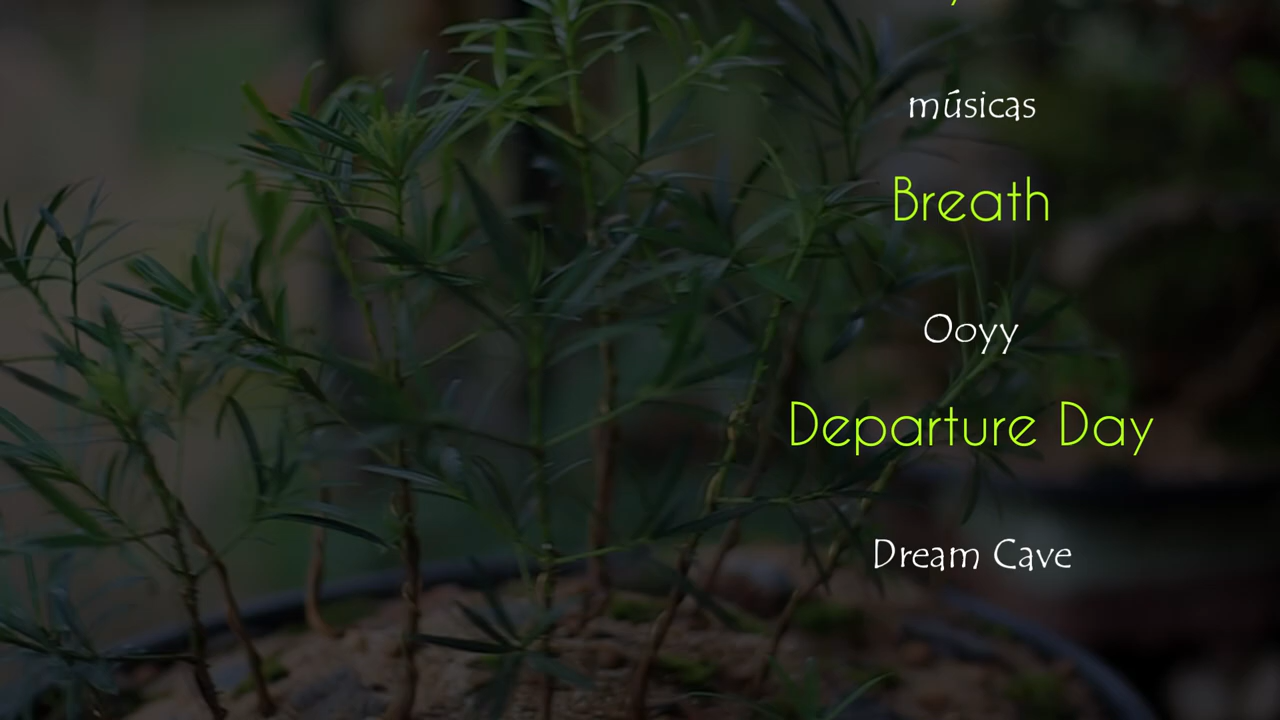 músicas
Breath
Ooyy
Departure Day
Dream Cave